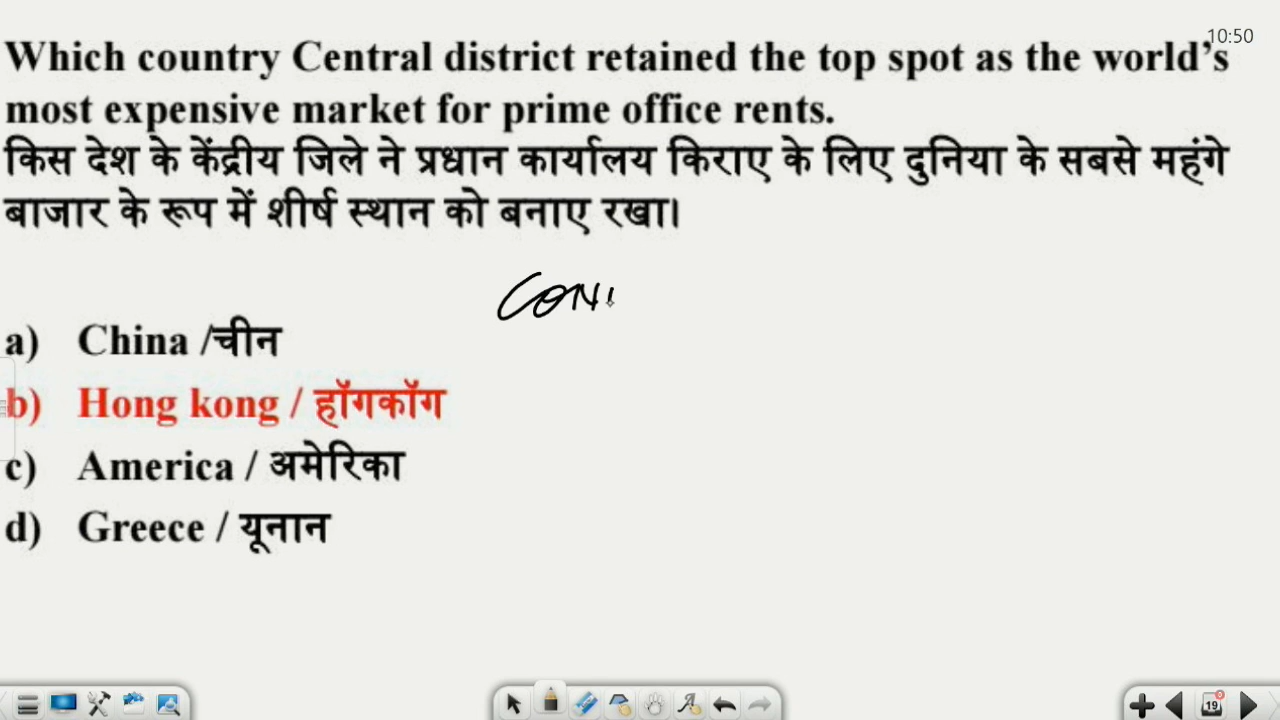 10:50
Which country Central district retained the top spot as the world’s
most expensive market for prime office rents.
किस देश के केंद्रीय जिले ने प्रधान कार्यालय किराए के लिए दुनिया के सबसे महंगे
बाजार के रूप में शीर्ष स्थान को बनाए रखा।
a) China /चीन
b) Hong kong / हॉगकॉग
c) America / अमेरिका
d) Greece / यूनान
19